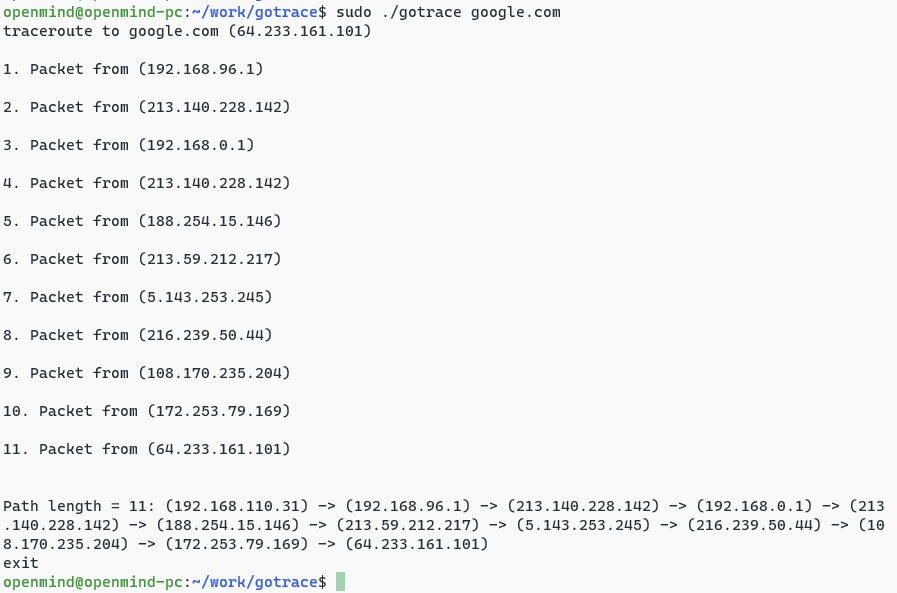 openmind@openmind-pc:~/work/gotrace$ sudo ./gotrace google.com
traceroute to google.com (64.233.161.101)
1. Packet from (192.168.96.1)
2. Packet from (213.140.228.142)
3. Packet from (192.168.0.1)
4. Packet from (213.140.228.142)
5. Packet from (188.254.15.146)
6. Packet from (213.59.212.217)
7. Packet from (5.143.253.245)
8. Packet from (216.239.50.44)
9. Packet from (108.170.235.204)
10. Packet from (172.253.79.169)
11. Packet from (64.233.161.101)
Path length = 11: (192.168.110.31) -> (192.168.96.1) -> (213.140.228.142) -> (192.168.0.1) -> (213
.140.228.142) -> (188.254.15.146) -> (213.59.212.217) -> (5.143.253.245) -> (216.239.50.44) -> (10
8.170.235.204) -> (172.253.79.169) -> (64.233.161.101)
exit
openmind@openmind-pc:~/work/gotrace$